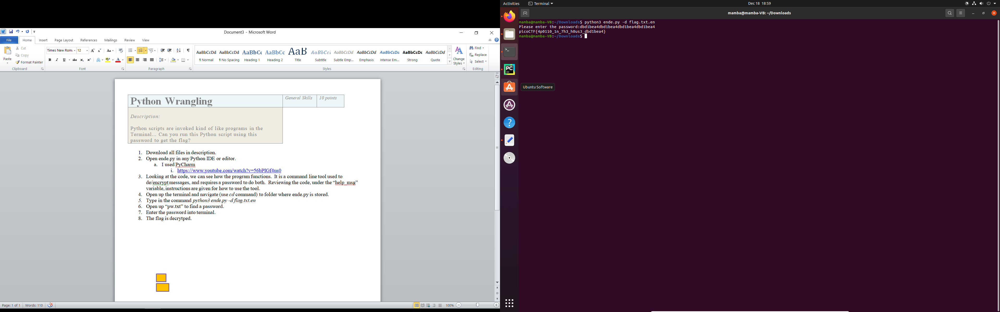 Document3 - Microsoft Word
File Home Insert Page Layout References Mailings Review View
Paste
Cut
Copy
Format Painter
Clipboard
Times New Rom 12
Font
Paragraph
AaBbCcDd AaBbCcDd AaBbCc AaBbCc AaB AaBbCcI AaBbCcDd AaBbCcDd AaBbCcDc AaBbCcDc AaBbCcDd
¶ Normal ¶ No Spacing Heading 1 Heading 2 Title Subtitle Subtle Emp... Emphasis Intense Em... Strong Quote
Styles
Change
Styles
Find
Replace
Select
Editing
Python Wrangling General Skills 10 points
Description:
Python scripts are invoked kind of like programs in the
Terminal... Can you run this Python script using this
password to get the flag?
1. Download all files in description.
2. Open ende.py in any Python IDE or editor.
a. I used PyCharm
i. https://www.youtube.com/watch?v=56bPIGf4us0
3. Looking at the code, we can see how the program functions. It is a command line tool used to
de/encrypt messages, and requires a password to do both. Reviewing the code, under the “help_msg”
variable, instructions are given for how to use the tool.
4. Open up the terminal and navigate (use cd command) to folder where ende.py is stored.
5. Type in the command python3 ende.py -d flag.txt.en
6. Open up “pw.txt” to find a password.
7. Enter the password into terminal.
8. The flag is decrytped.
Page: 1 of 1 Words: 110
100%
Activities Terminal Dec 18 18:59
mamba@mamba-VB: ~/Downloads
mamba@mamba-VB:~/Downloads$ python3 ende.py -d flag.txt.en
Please enter the password:dbd1bea4dbd1bea4dbd1bea4dbd1bea4
picoCTF{4p0110_1n_7h3_h0us3_dbd1bea4}
mamba@mamba-VB:~/Downloads$
PC
Ubuntu Software